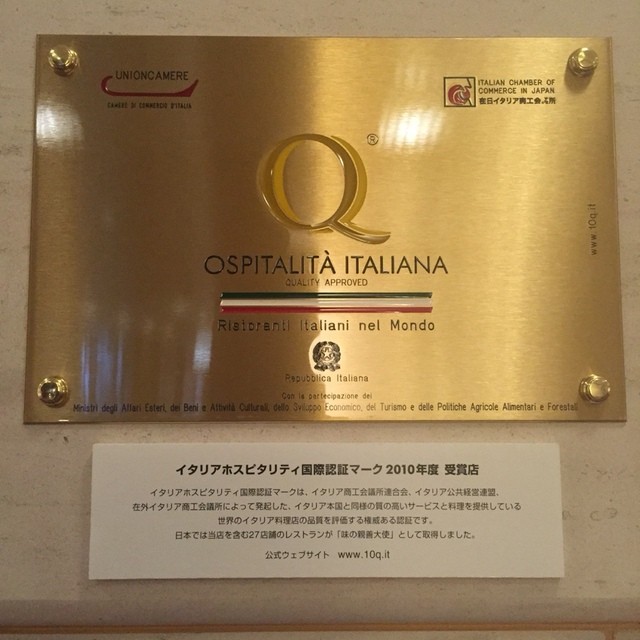 UNIONCAMERE
CAMERE DI COMMERCIO D'ITALIA
ITALIAN CHAMBER OF
COMMERCE IN JAPAN
在日イタリア商工会議所
Q®
www.10q.it
OSPITALITÀ ITALIANA
QUALITY APPROVED
Ristoranti Italiani nel Mondo
Repubblica Italiana
Con la partecipazione dei
Ministri degli Affari Esteri, dei Beni e Attività Culturali, dello Sviluppo Economico, del Turismo e delle Politiche Agricole Alimentari e Forestali
イタリアホスピタリティ国際認証マーク 2010年度 受賞店
イタリアホスピタリティ国際認証マークは、イタリア商工会議所連合会、イタリア公共経営連盟、
在外イタリア商工会議所によって発起した、イタリア本国と同様の質の高いサービスと料理を提供している
世界のイタリア料理店の品質を評価する権威ある認証です。
日本では当店を含む27店舗のレストランが「味の親善大使」として取得しました。
公式ウェブサイト www.10q.it